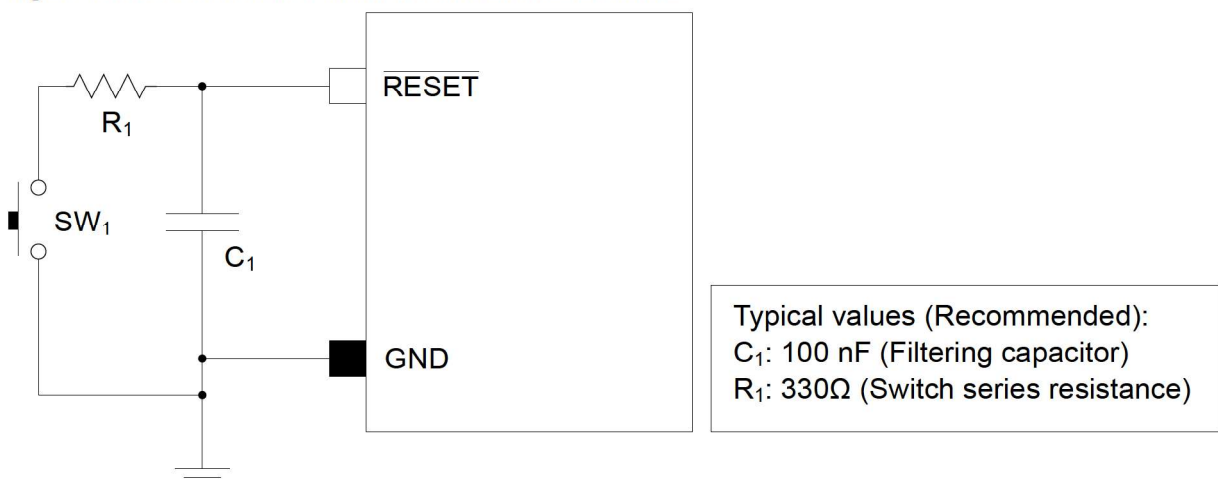 RESET
R₁
SW₁
C₁
GND
Typical values (Recommended):
C₁: 100 nF (Filtering capacitor)
R₁: 330Ω (Switch series resistance)